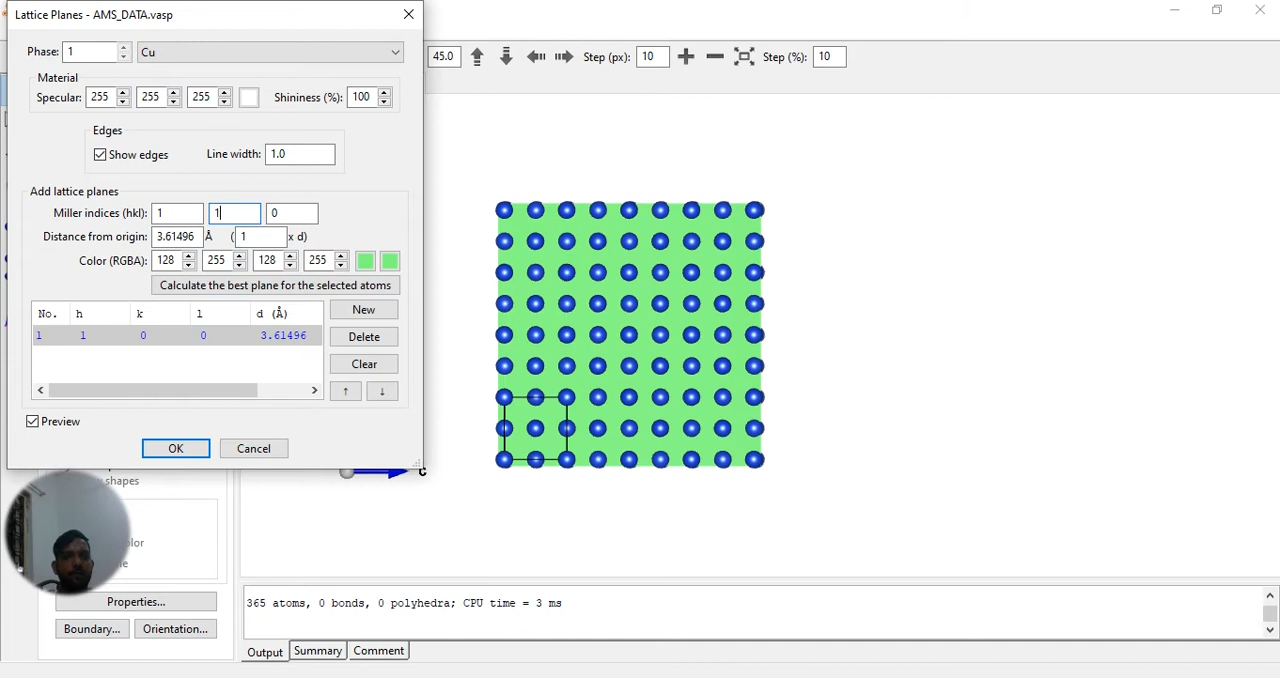 Lattice Planes - AMS_DATA.vasp
Phase: 1 Cu
45.0 Step (px): 10 Step (%): 10
Material
Specular: 255 255 255 Shininess (%): 100
Edges
Show edges Line width: 1.0
Add lattice planes
Miller indices (hkl): 1 1 0
Distance from origin: 3.61496 Å ( 1 x d)
Color (RGBA): 128 255 128 255
Calculate the best plane for the selected atoms
No. h k l d (Å)
1 1 0 0 3.61496
New
Delete
Clear
↑ ↓
Preview
OK Cancel
c
shapes
olor
Properties...
Boundary... Orientation...
365 atoms, 0 bonds, 0 polyhedra; CPU time = 3 ms
Output Summary Comment